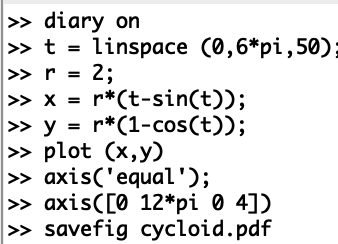 >> diary on
>> t = linspace (0,6*pi,50);
>> r = 2;
>> x = r*(t-sin(t));
>> y = r*(1-cos(t));
>> plot (x,y)
>> axis('equal');
>> axis([0 12*pi 0 4])
>> savefig cycloid.pdf